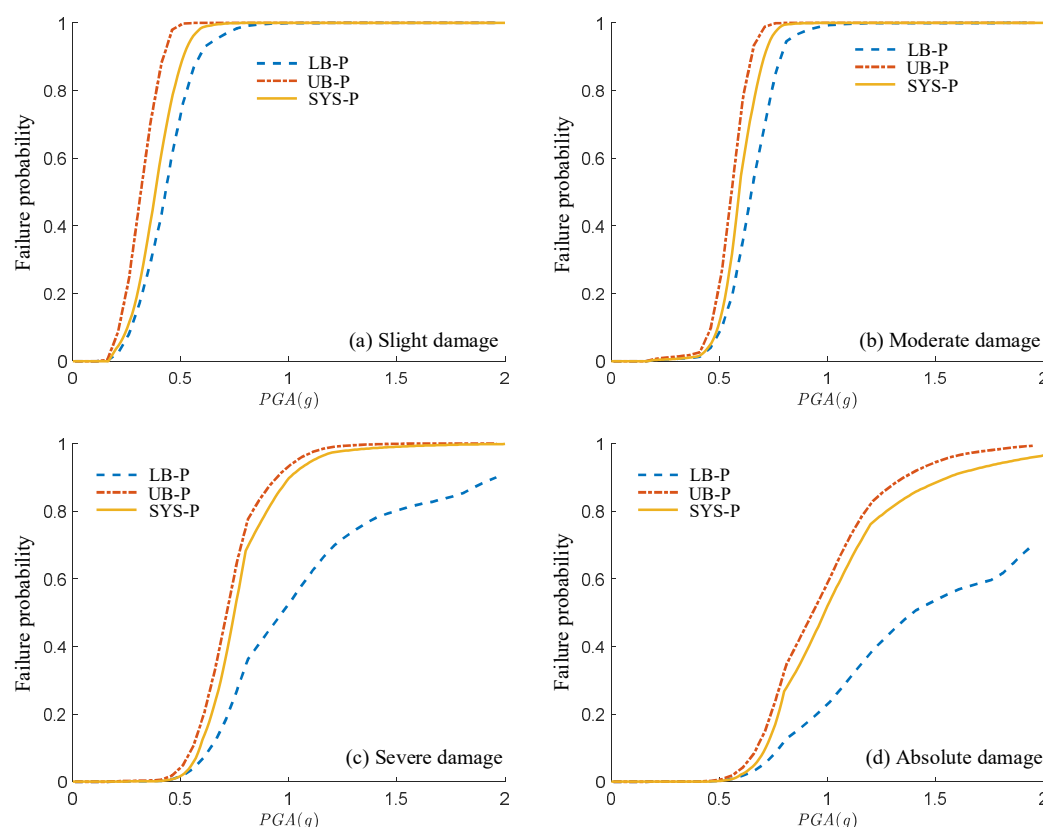 1
0.8
0.6
0.4
0.2
0
Failure probability
LB-P
UB-P
SYS-P
(a) Slight damage
0
0.5
1
1.5
2
PGA(g)
1
0.8
0.6
0.4
0.2
0
Failure probability
LB-P
UB-P
SYS-P
(b) Moderate damage
0
0.5
1
1.5
2
PGA(g)
1
0.8
0.6
0.4
0.2
0
Failure probability
LB-P
UB-P
SYS-P
(c) Severe damage
0
0.5
1
1.5
2
PGA(g)
1
0.8
0.6
0.4
0.2
0
Failure probability
LB-P
UB-P
SYS-P
(d) Absolute damage
0
0.5
1
1.5
2
PGA(g)